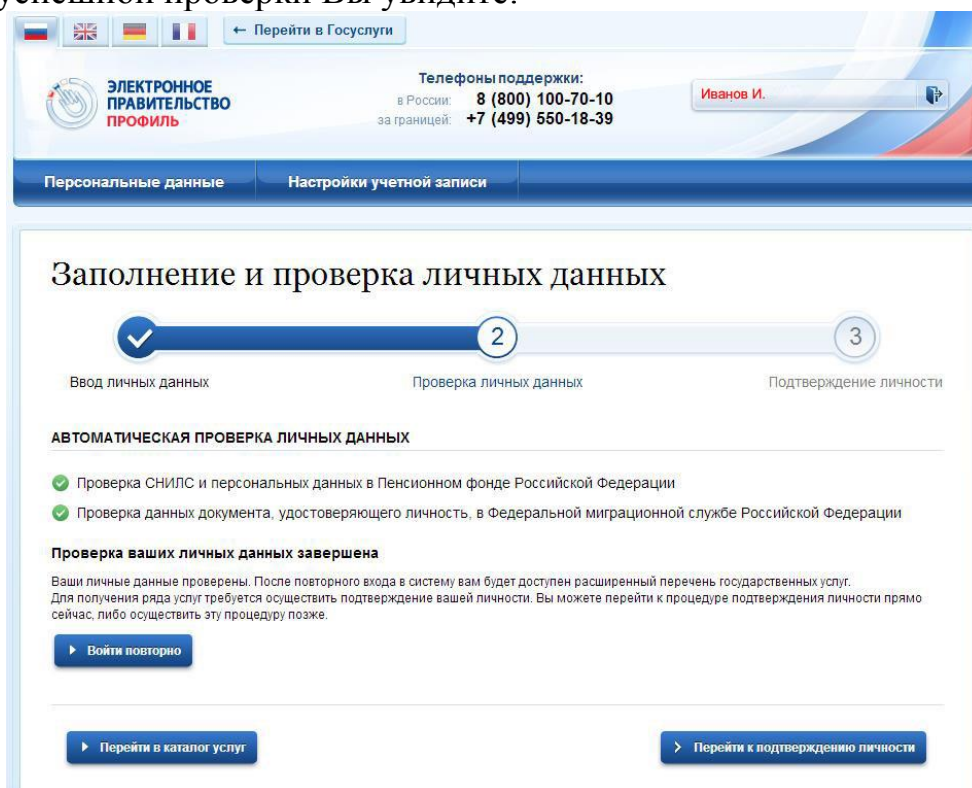 успешной проверки Вы увидите:
← Перейти в Госуслуги
ЭЛЕКТРОННОЕ
ПРАВИТЕЛЬСТВО
ПРОФИЛЬ
Телефоны поддержки:
в России: 8 (800) 100-70-10
за границей: +7 (499) 550-18-39
Иванов И.
Персональные данные Настройки учетной записи
Заполнение и проверка личных данных
2 3
Ввод личных данных Проверка личных данных Подтверждение личности
АВТОМАТИЧЕСКАЯ ПРОВЕРКА ЛИЧНЫХ ДАННЫХ
Проверка СНИЛС и персональных данных в Пенсионном фонде Российской Федерации
Проверка данных документа, удостоверяющего личность, в Федеральной миграционной службе Российской Федерации
Проверка ваших личных данных завершена
Ваши личные данные проверены. После повторного входа в систему вам будет доступен расширенный перечень государственных услуг.
Для получения ряда услуг требуется осуществить подтверждение вашей личности. Вы можете перейти к процедуре подтверждения личности прямо
сейчас, либо осуществить эту процедуру позже.
Войти повторно
Перейти в каталог услуг Перейти к подтверждению личности